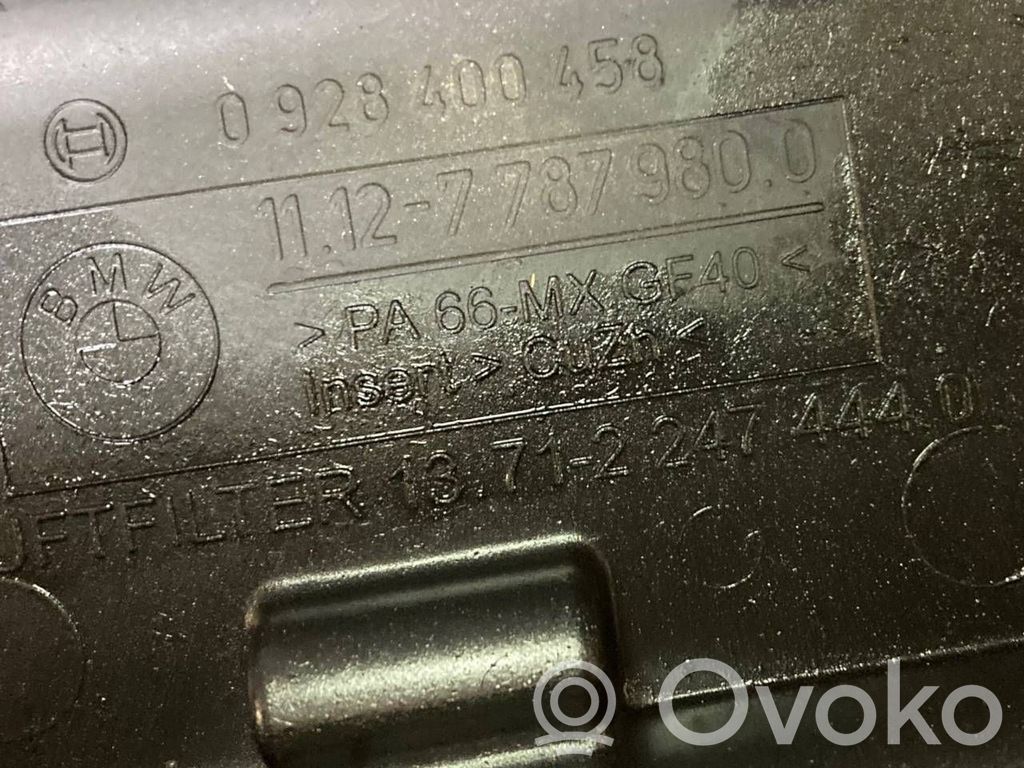 0 928 400 458
11.12-7 787 980.0
BMW
> PA 66-MX GF40 <
Insert > CuZn <
UFTFILTER 13.71-2 247 444.0
Ovoko